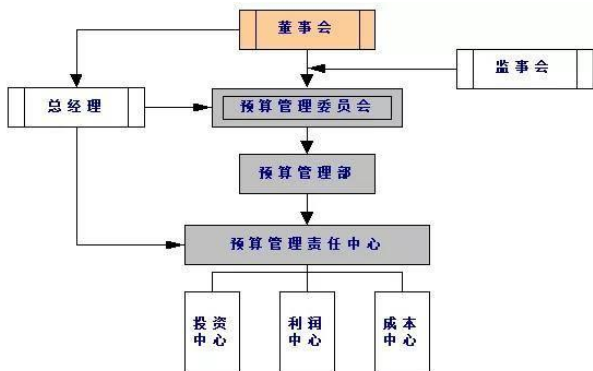 董事会
监事会
总经理
预算管理委员会
预算管理部
预算管理责任中心
投资
中心
利润
中心
成本
中心